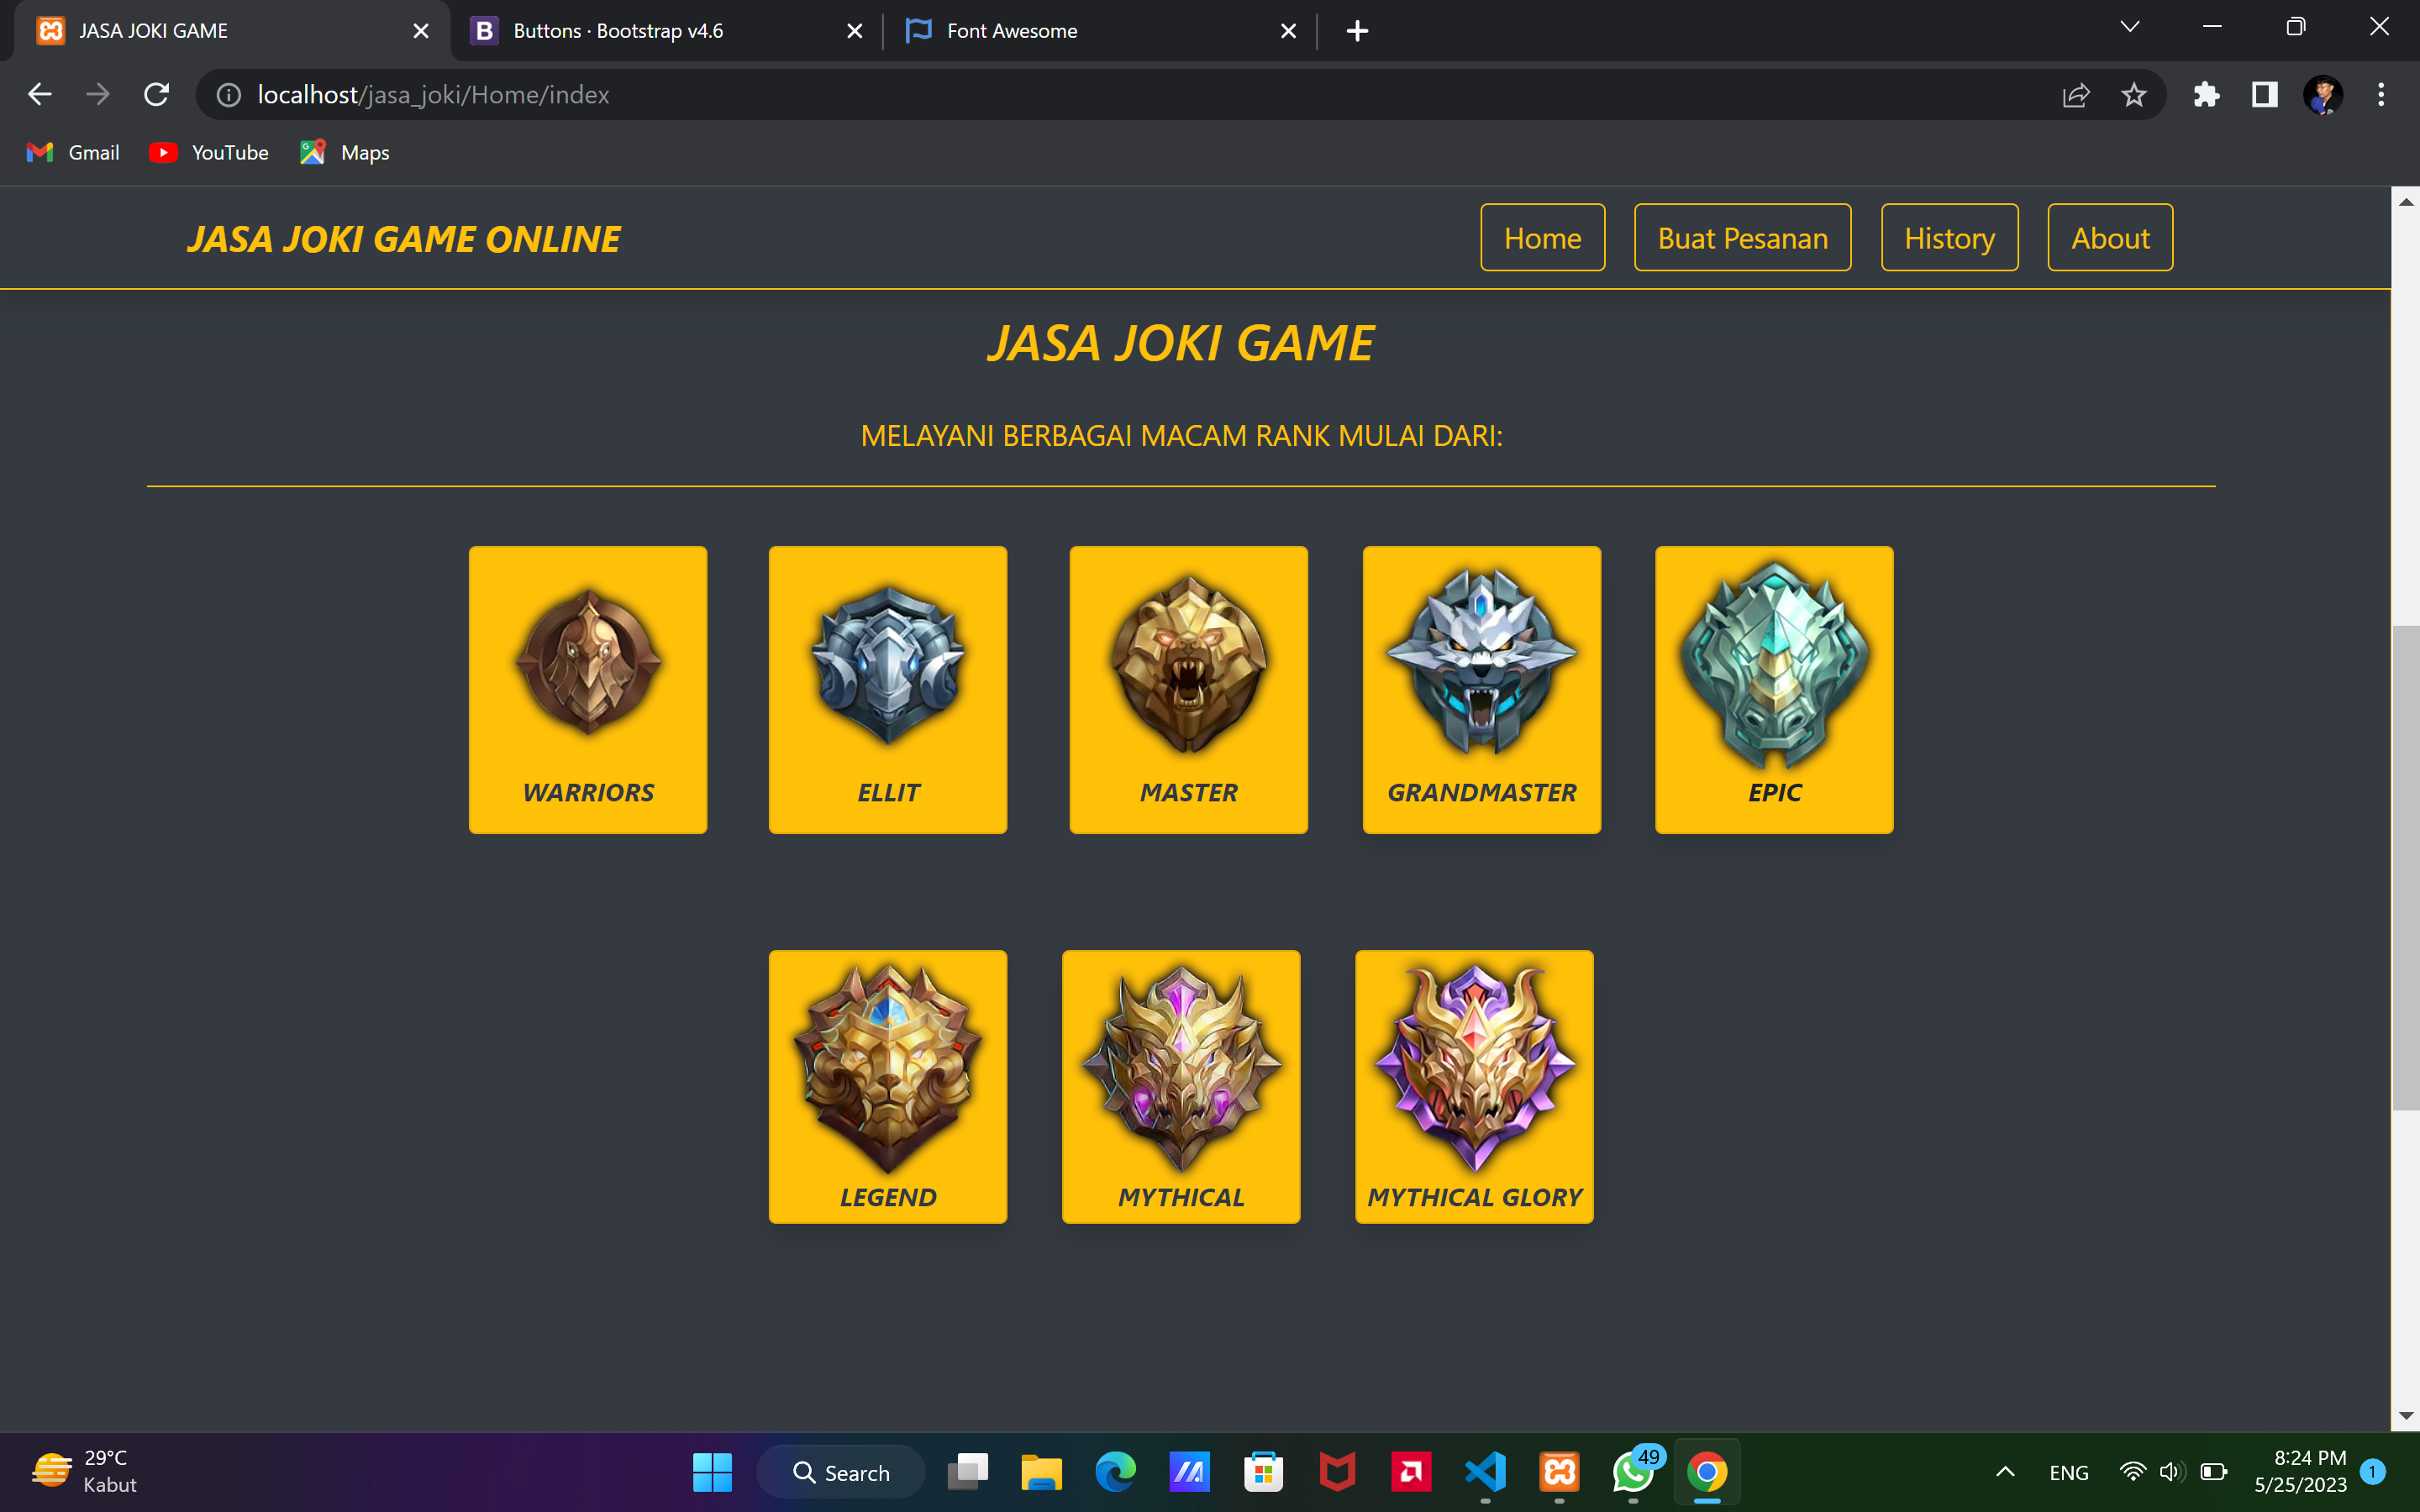 JASA JOKI GAME
Buttons · Bootstrap v4.6
Font Awesome
localhost/jasa_joki/Home/index
Gmail
YouTube
Maps
JASA JOKI GAME ONLINE
Home
Buat Pesanan
History
About
JASA JOKI GAME
MELAYANI BERBAGAI MACAM RANK MULAI DARI:
WARRIORS
ELLIT
MASTER
GRANDMASTER
EPIC
LEGEND
MYTHICAL
MYTHICAL GLORY
29°C
Kabut
Search
49
ENG
8:24 PM
5/25/2023
1